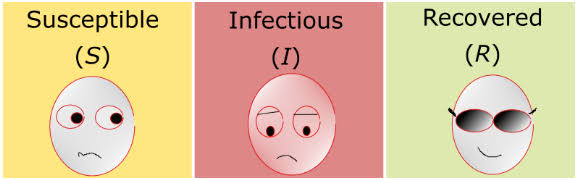 Susceptible
(S)
Infectious
(I)
Recovered
(R)